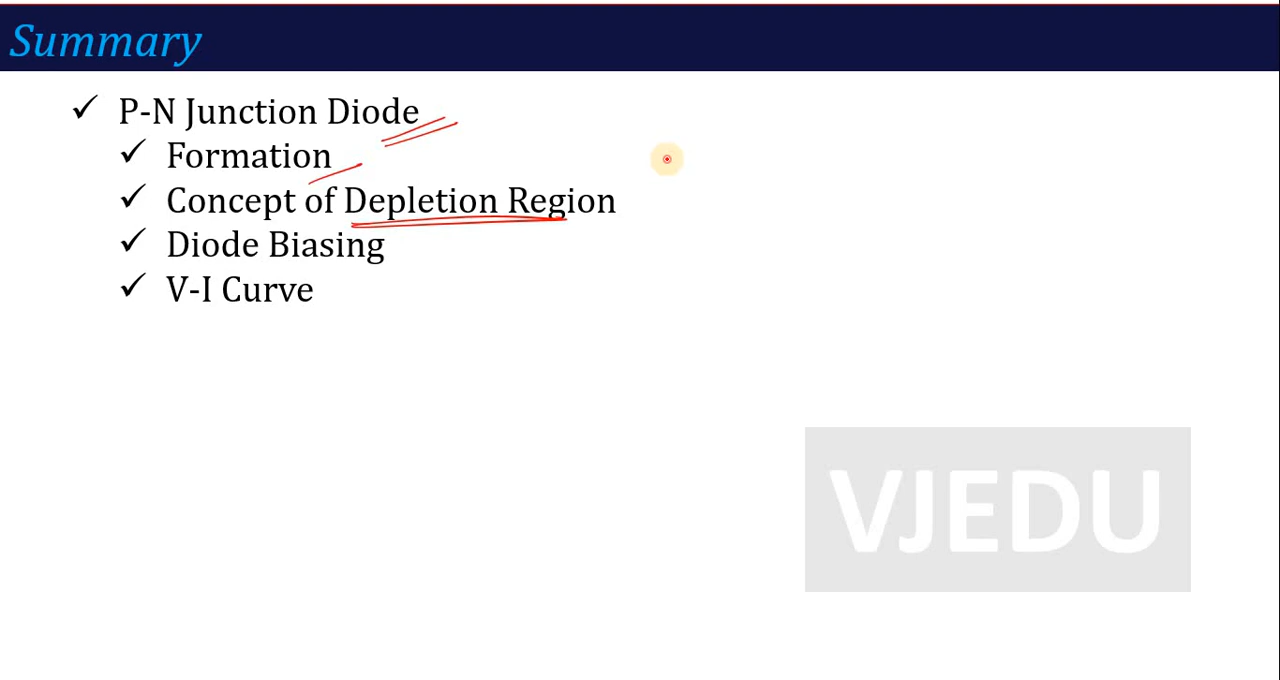 Summary
✓ P-N Junction Diode
✓ Formation
✓ Concept of Depletion Region
✓ Diode Biasing
✓ V-I Curve
VJEDU